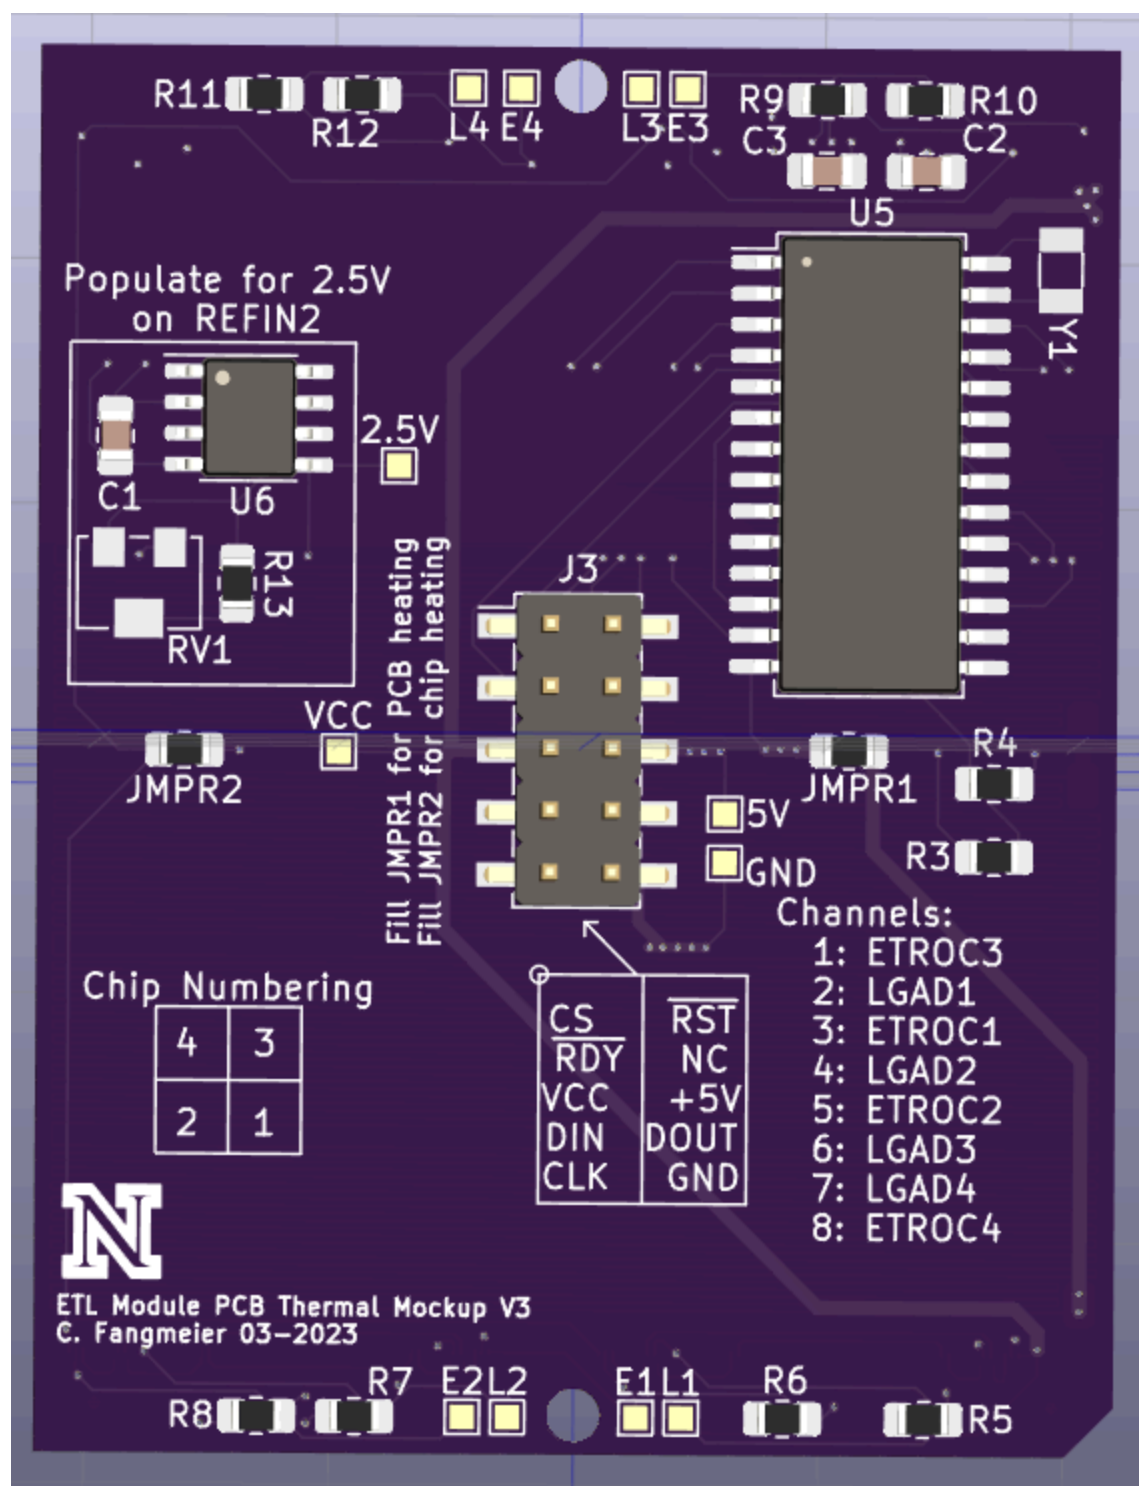 R11
R12
L4 E4
L3 E3
R9
R10
C3
C2
U5
Y1
Populate for 2.5V
on REFIN2
2.5V
C1
U6
R13
RV1
Fill JMPR1 for PCB heating
Fill JMPR2 for chip heating
J3
VCC
JMPR2
JMPR1
R4
R3
5V
GND
Channels:
1: ETROC3
2: LGAD1
3: ETROC1
4: LGAD2
5: ETROC2
6: LGAD3
7: LGAD4
8: ETROC4
CS RST
RDY NC
VCC +5V
DIN DOUT
CLK GND
Chip Numbering
4 3
2 1
N
ETL Module PCB Thermal Mockup V3
C. Fangmeier 03-2023
R8
R7
E2 L2
E1 L1
R6
R5